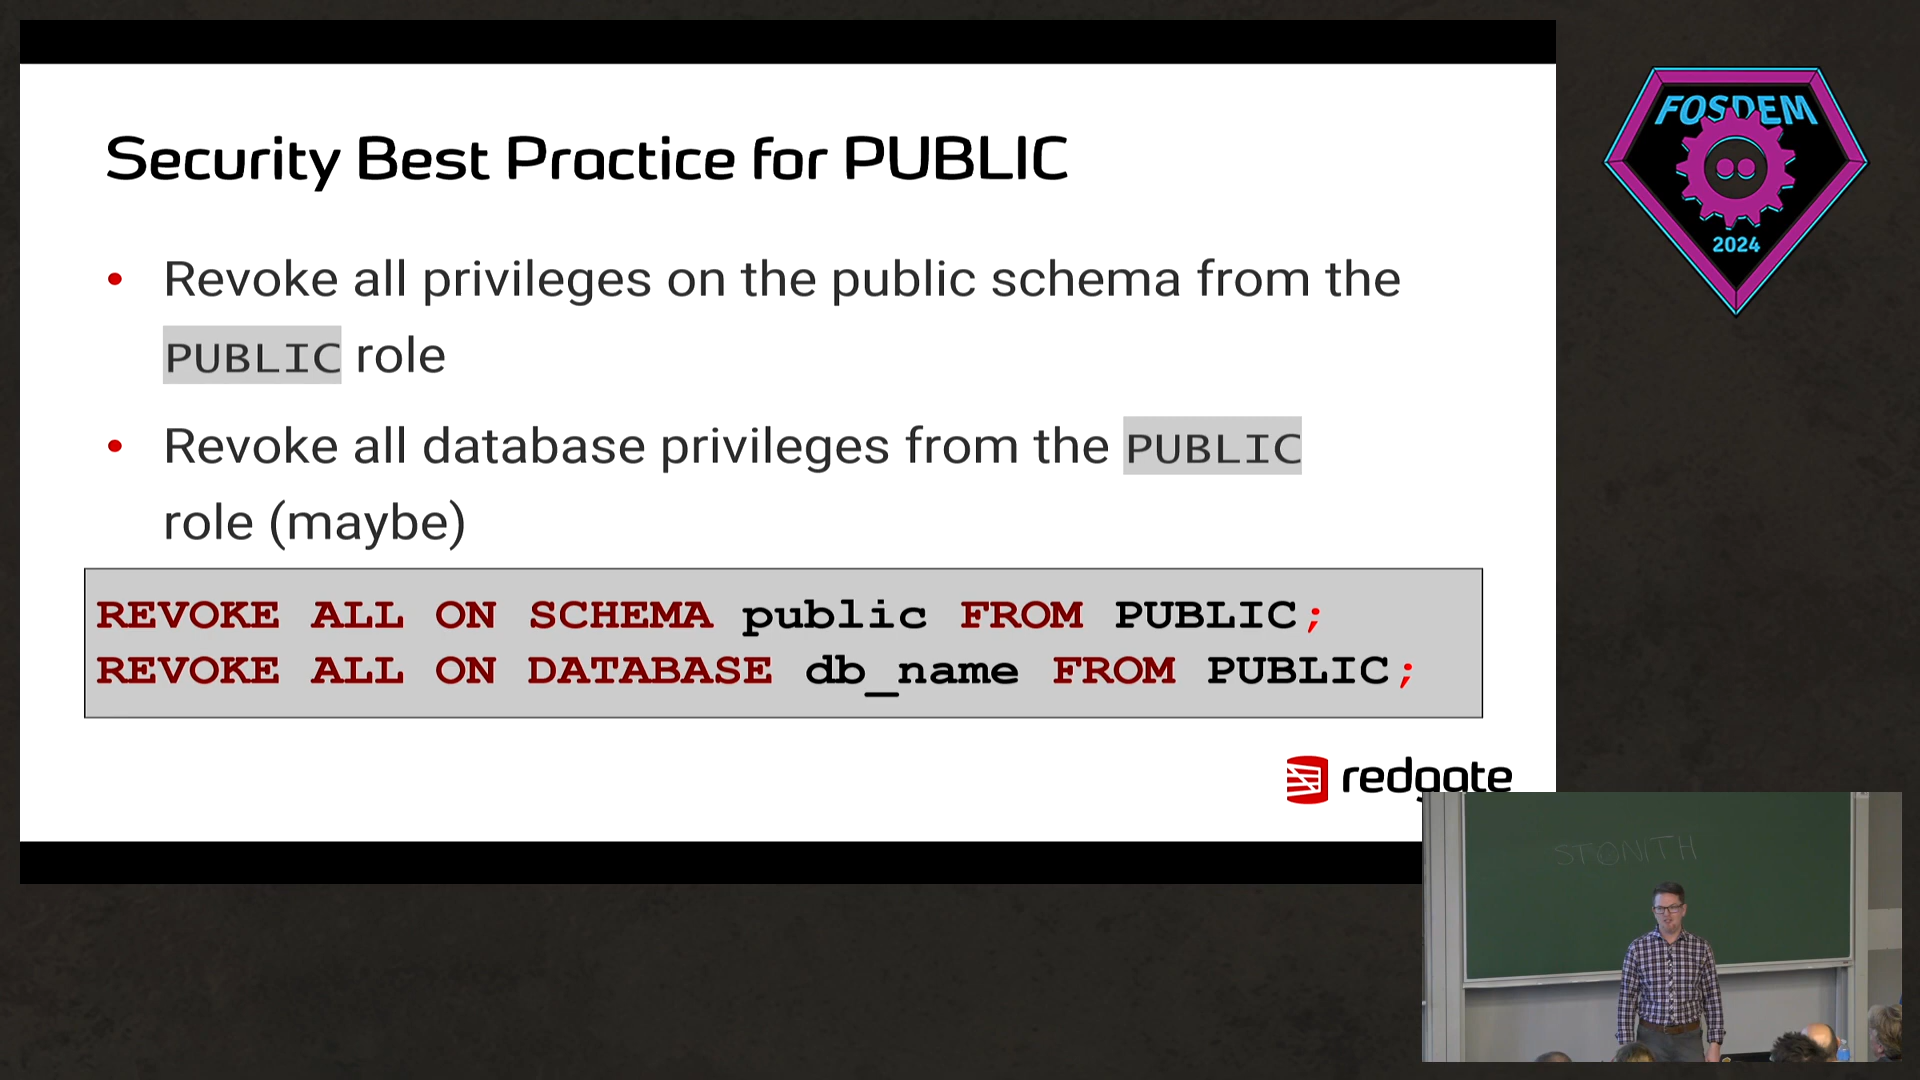 Security Best Practice for PUBLIC
• Revoke all privileges on the public schema from the
PUBLIC role
• Revoke all database privileges from the PUBLIC
role (maybe)
REVOKE ALL ON SCHEMA public FROM PUBLIC;
REVOKE ALL ON DATABASE db_name FROM PUBLIC;
redgate
FOSDEM
2024
STONITH